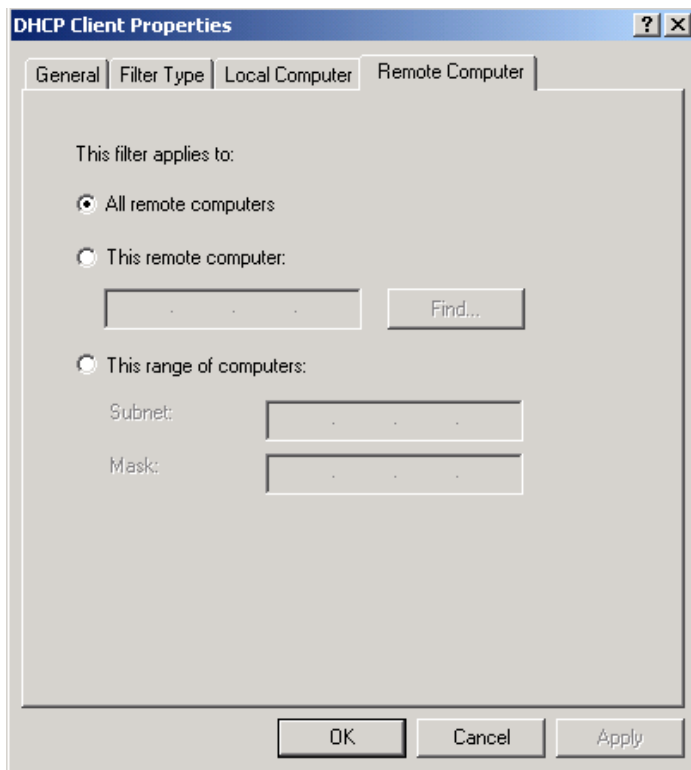 DHCP Client Properties
General Filter Type Local Computer Remote Computer
This filter applies to:
All remote computers
This remote computer:
Find...
This range of computers:
Subnet:
Mask:
OK Cancel Apply